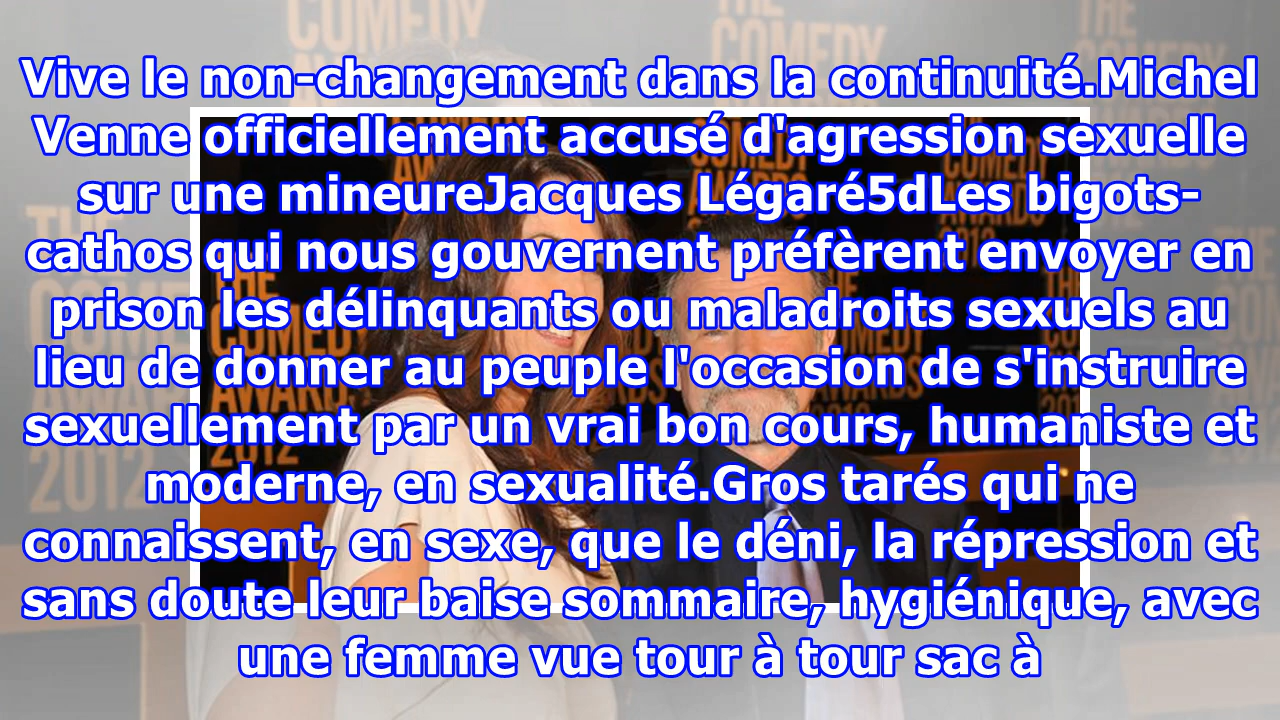 Vive le non-changement dans la continuité.Michel
Venne officiellement accusé d'agression sexuelle
sur une mineureJacques Légaré5dLes bigots-
cathos qui nous gouvernent préfèrent envoyer en
prison les délinquants ou maladroits sexuels au
lieu de donner au peuple l'occasion de s'instruire
sexuellement par un vrai bon cours, humaniste et
moderne, en sexualité.Gros tarés qui ne
connaissent, en sexe, que le déni, la répression et
sans doute leur baise sommaire, hygiénique, avec
une femme vue tour à tour sac à
THE
COMEDY
AWARDS
2012